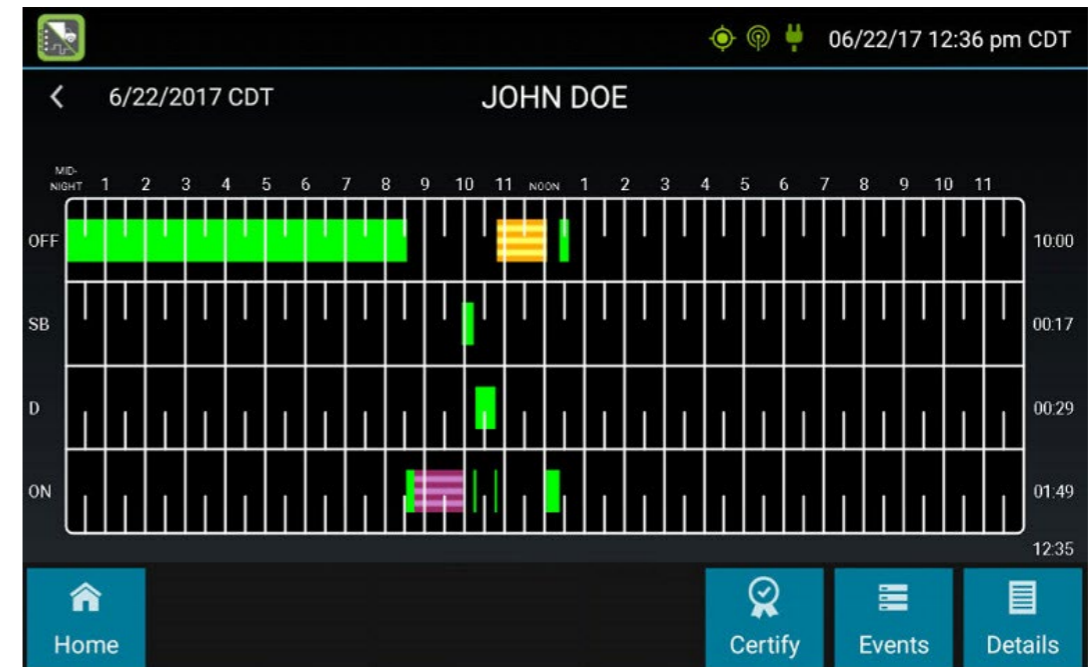 06/22/17 12:36 pm CDT
6/22/2017 CDT JOHN DOE
MID-
NIGHT 1 2 3 4 5 6 7 8 9 10 11 NOON 1 2 3 4 5 6 7 8 9 10 11
OFF 10:00
SB 00:17
D 00:29
ON 01:49
12:35
Home Certify Events Details